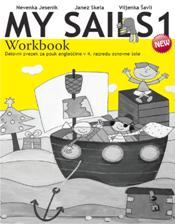 Nevenka Jesenik   Janez Skela   Viljenka Šavli
MY SAILS 1
NEW
Workbook
Delovni zvezek za pouk angleščine v 4. razredu osnovne šole